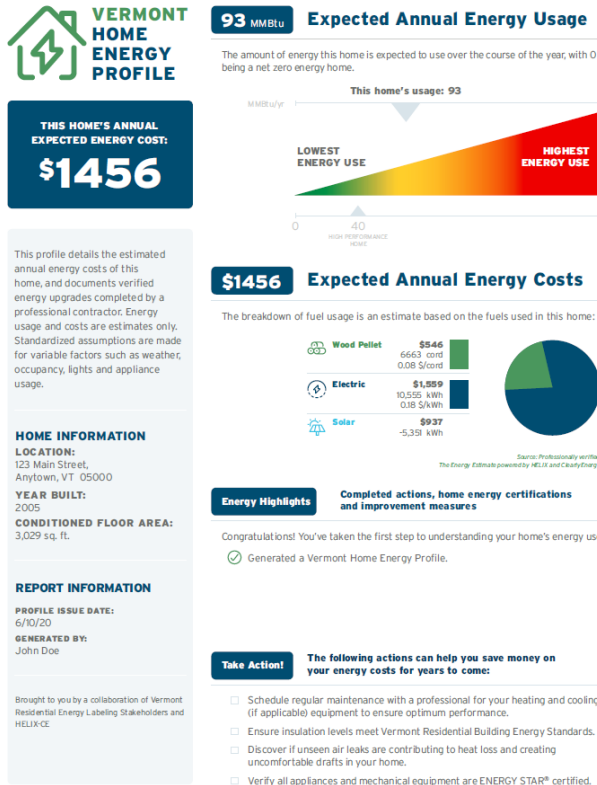 VERMONT
HOME
ENERGY
PROFILE
THIS HOME'S ANNUAL
EXPECTED ENERGY COST:
$1456
This profile details the estimated
annual energy costs of this
home, and documents verified
energy upgrades completed by a
professional contractor. Energy
usage and costs are estimates only.
Standardized assumptions are made
for variable factors such as weather,
occupancy, lights and appliance
usage.
HOME INFORMATION
LOCATION:
123 Main Street,
Anytown, VT 05000
YEAR BUILT:
2005
CONDITIONED FLOOR AREA:
3,029 sq. ft.
REPORT INFORMATION
PROFILE ISSUE DATE:
6/10/20
GENERATED BY:
John Doe
Brought to you by a collaboration of Vermont
Residential Energy Labeling Stakeholders and
HELIX-CE
93 MMBtu Expected Annual Energy Usage
The amount of energy this home is expected to use over the course of the year, with 0
being a net zero energy home.
This home's usage: 93
MMBtu/yr
LOWEST
ENERGY USE
HIGHEST
ENERGY USE
0
40
HIGH PERFORMANCE
HOME
$1456 Expected Annual Energy Costs
The breakdown of fuel usage is an estimate based on the fuels used in this home:
Wood Pellet $546
6663 cord
0.08 $/cord
Electric $1,559
10,555 kWh
0.18 $/kWh
Solar $937
-5,351 kWh
Source: Professionally verifie
The Energy Estimate powered by HELIX and ClearlyEnerg
Energy Highlights
Completed actions, home energy certifications
and improvement measures
Congratulations! You've taken the first step to understanding your home's energy us
Generated a Vermont Home Energy Profile.
Take Action!
The following actions can help you save money on
your energy costs for years to come:
Schedule regular maintenance with a professional for your heating and cooling
(if applicable) equipment to ensure optimum performance.
Ensure insulation levels meet Vermont Residential Building Energy Standards.
Discover if unseen air leaks are contributing to heat loss and creating
uncomfortable drafts in your home.
Verify all appliances and mechanical equipment are ENERGY STAR® certified.